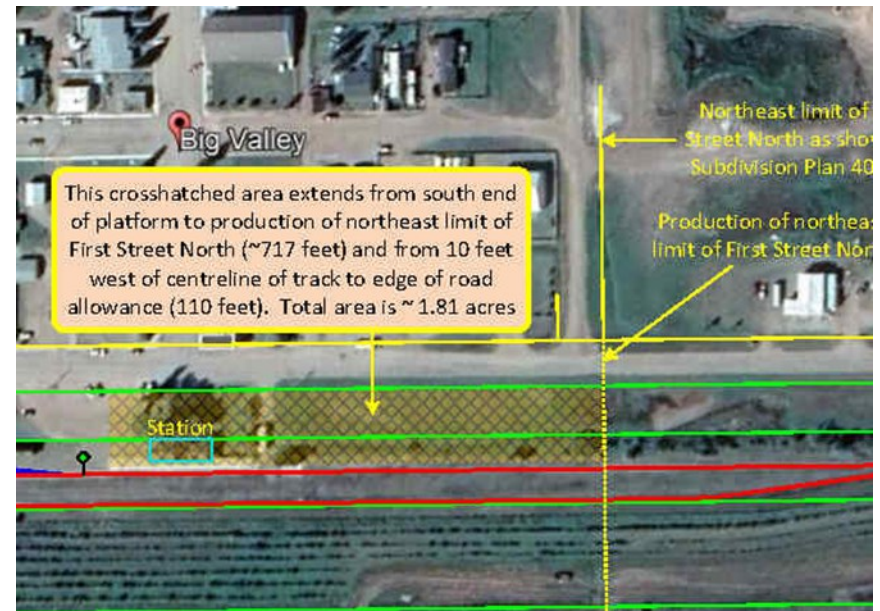 Northeast limit of
Street North as sho
Subdivision Plan 40
Big Valley
This crosshatched area extends from south end
of platform to production of northeast limit of
First Street North (~717 feet) and from 10 feet
west of centreline of track to edge of road
allowance (110 feet). Total area is ~ 1.81 acres
Production of northeas
limit of First Street Nor
Station